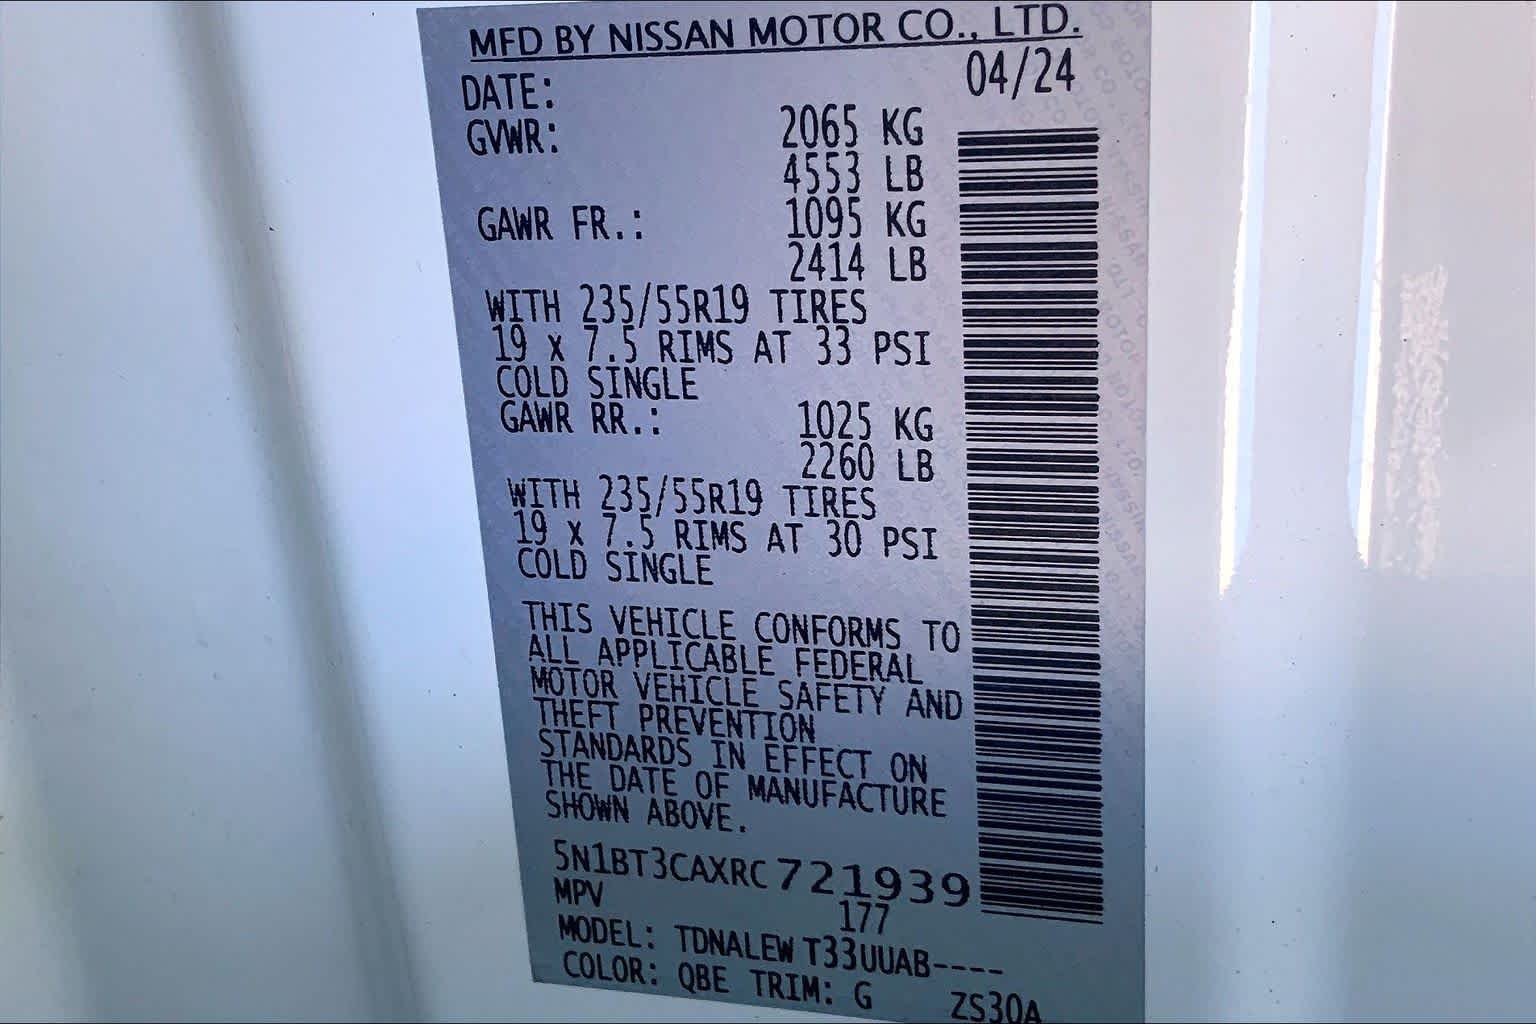 MFD BY NISSAN MOTOR CO., LTD.
DATE: 04/24
GVWR: 2065 KG
4553 LB
GAWR FR.: 1095 KG
2414 LB
WITH 235/55R19 TIRES
19 x 7.5 RIMS AT 33 PSI
COLD SINGLE
GAWR RR.: 1025 KG
2260 LB
WITH 235/55R19 TIRES
19 x 7.5 RIMS AT 30 PSI
COLD SINGLE
THIS VEHICLE CONFORMS TO
ALL APPLICABLE FEDERAL
MOTOR VEHICLE SAFETY AND
THEFT PREVENTION
STANDARDS IN EFFECT ON
THE DATE OF MANUFACTURE
SHOWN ABOVE.
5N1BT3CAXRC721939
MPV 177
MODEL: TDNALEW T33UUAB----
COLOR: QBE TRIM: G ZS30A